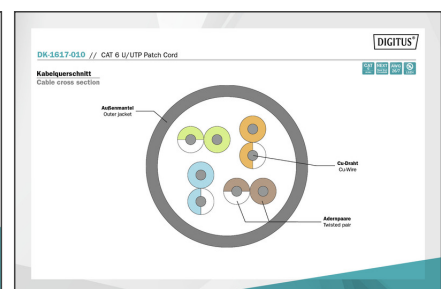 DIGITUS®
DK-1617-010 // CAT 6 U/UTP Patch Cord
Kabelquerschnitt
Cable cross section
Außenmantel
Outer jacket
Cu-Draht
Cu-Wire
Aderspaare
Twisted pair